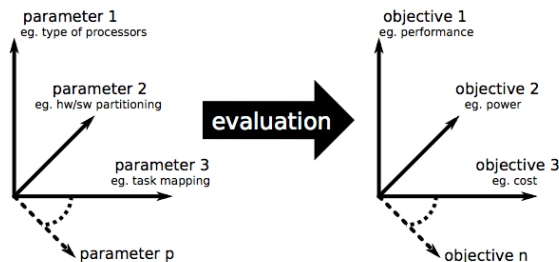 parameter 1
eg. type of processors
parameter 2
eg. hw/sw partitioning
parameter 3
eg. task mapping
parameter p
evaluation
objective 1
eg. performance
objective 2
eg. power
objective 3
eg. cost
objective n